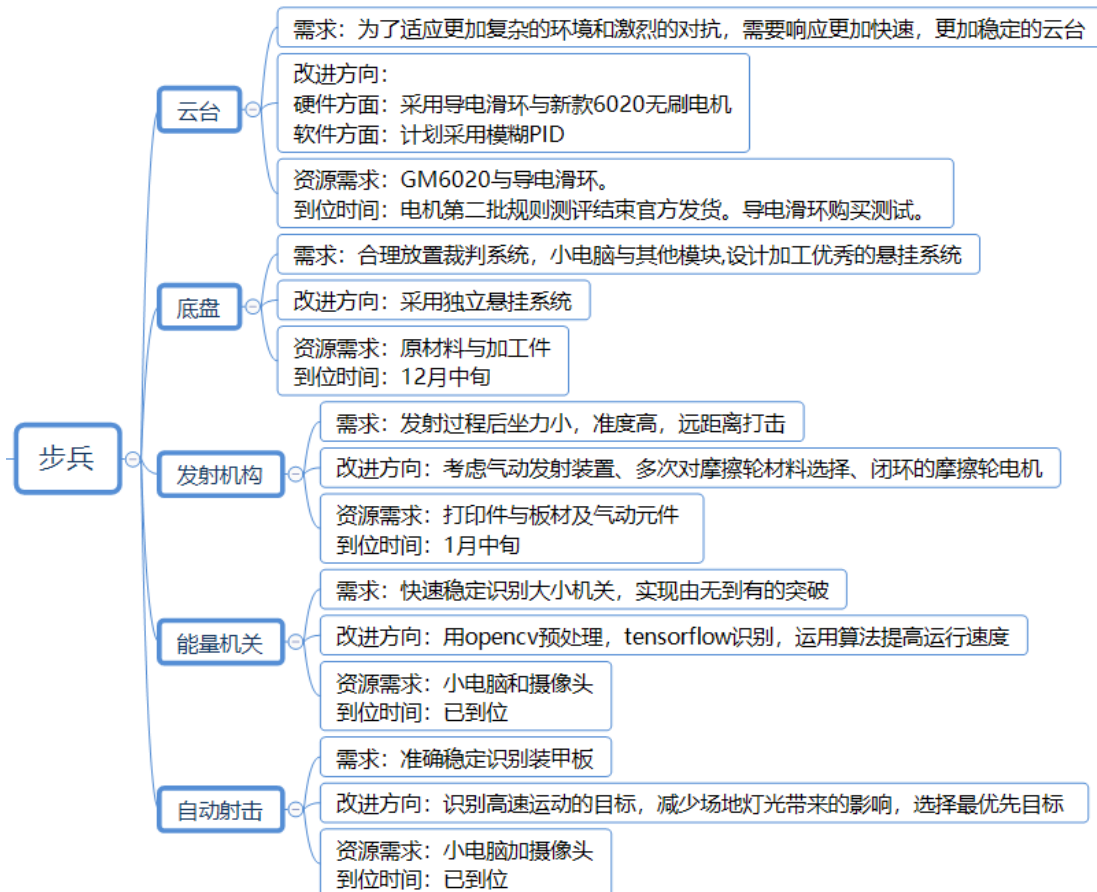 步兵
云台
需求：为了适应更加复杂的环境和激烈的对抗，需要响应更加快速，更加稳定的云台
改进方向：
硬件方面：采用导电滑环与新款6020无刷电机
软件方面：计划采用模糊PID
资源需求：GM6020与导电滑环。
到位时间：电机第二批规则测评结束官方发货。导电滑环购买测试。
底盘
需求：合理放置裁判系统，小电脑与其他模块,设计加工优秀的悬挂系统
改进方向：采用独立悬挂系统
资源需求：原材料与加工件
到位时间：12月中旬
发射机构
需求：发射过程后坐力小，准度高，远距离打击
改进方向：考虑气动发射装置、多次对摩擦轮材料选择、闭环的摩擦轮电机
资源需求：打印件与板材及气动元件
到位时间：1月中旬
能量机关
需求：快速稳定识别大小机关，实现由无到有的突破
改进方向：用opencv预处理，tensorflow识别，运用算法提高运行速度
资源需求：小电脑和摄像头
到位时间：已到位
自动射击
需求：准确稳定识别装甲板
改进方向：识别高速运动的目标，减少场地灯光带来的影响，选择最优先目标
资源需求：小电脑加摄像头
到位时间：已到位